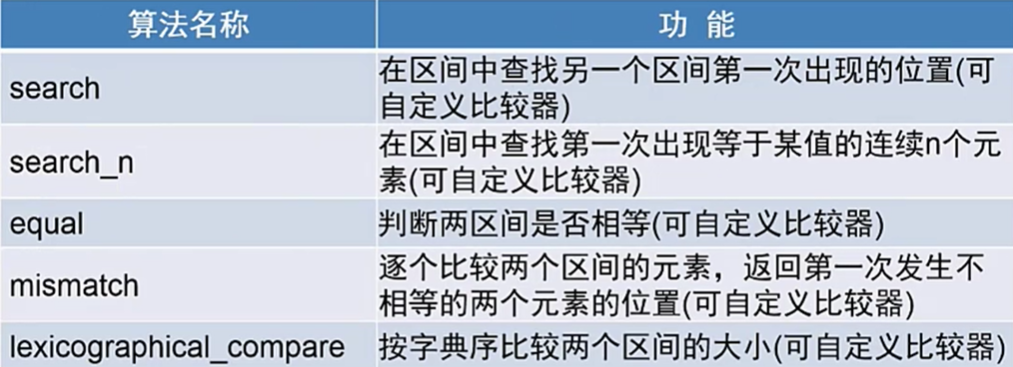 算法名称 功 能
search 在区间中查找另一个区间第一次出现的位置(可
自定义比较器)
search_n 在区间中查找第一次出现等于某值的连续n个元
素(可自定义比较器)
equal 判断两区间是否相等(可自定义比较器)
mismatch 逐个比较两个区间的元素，返回第一次发生不
相等的两个元素的位置(可自定义比较器)
lexicographical_compare 按字典序比较两个区间的大小(可自定义比较器)